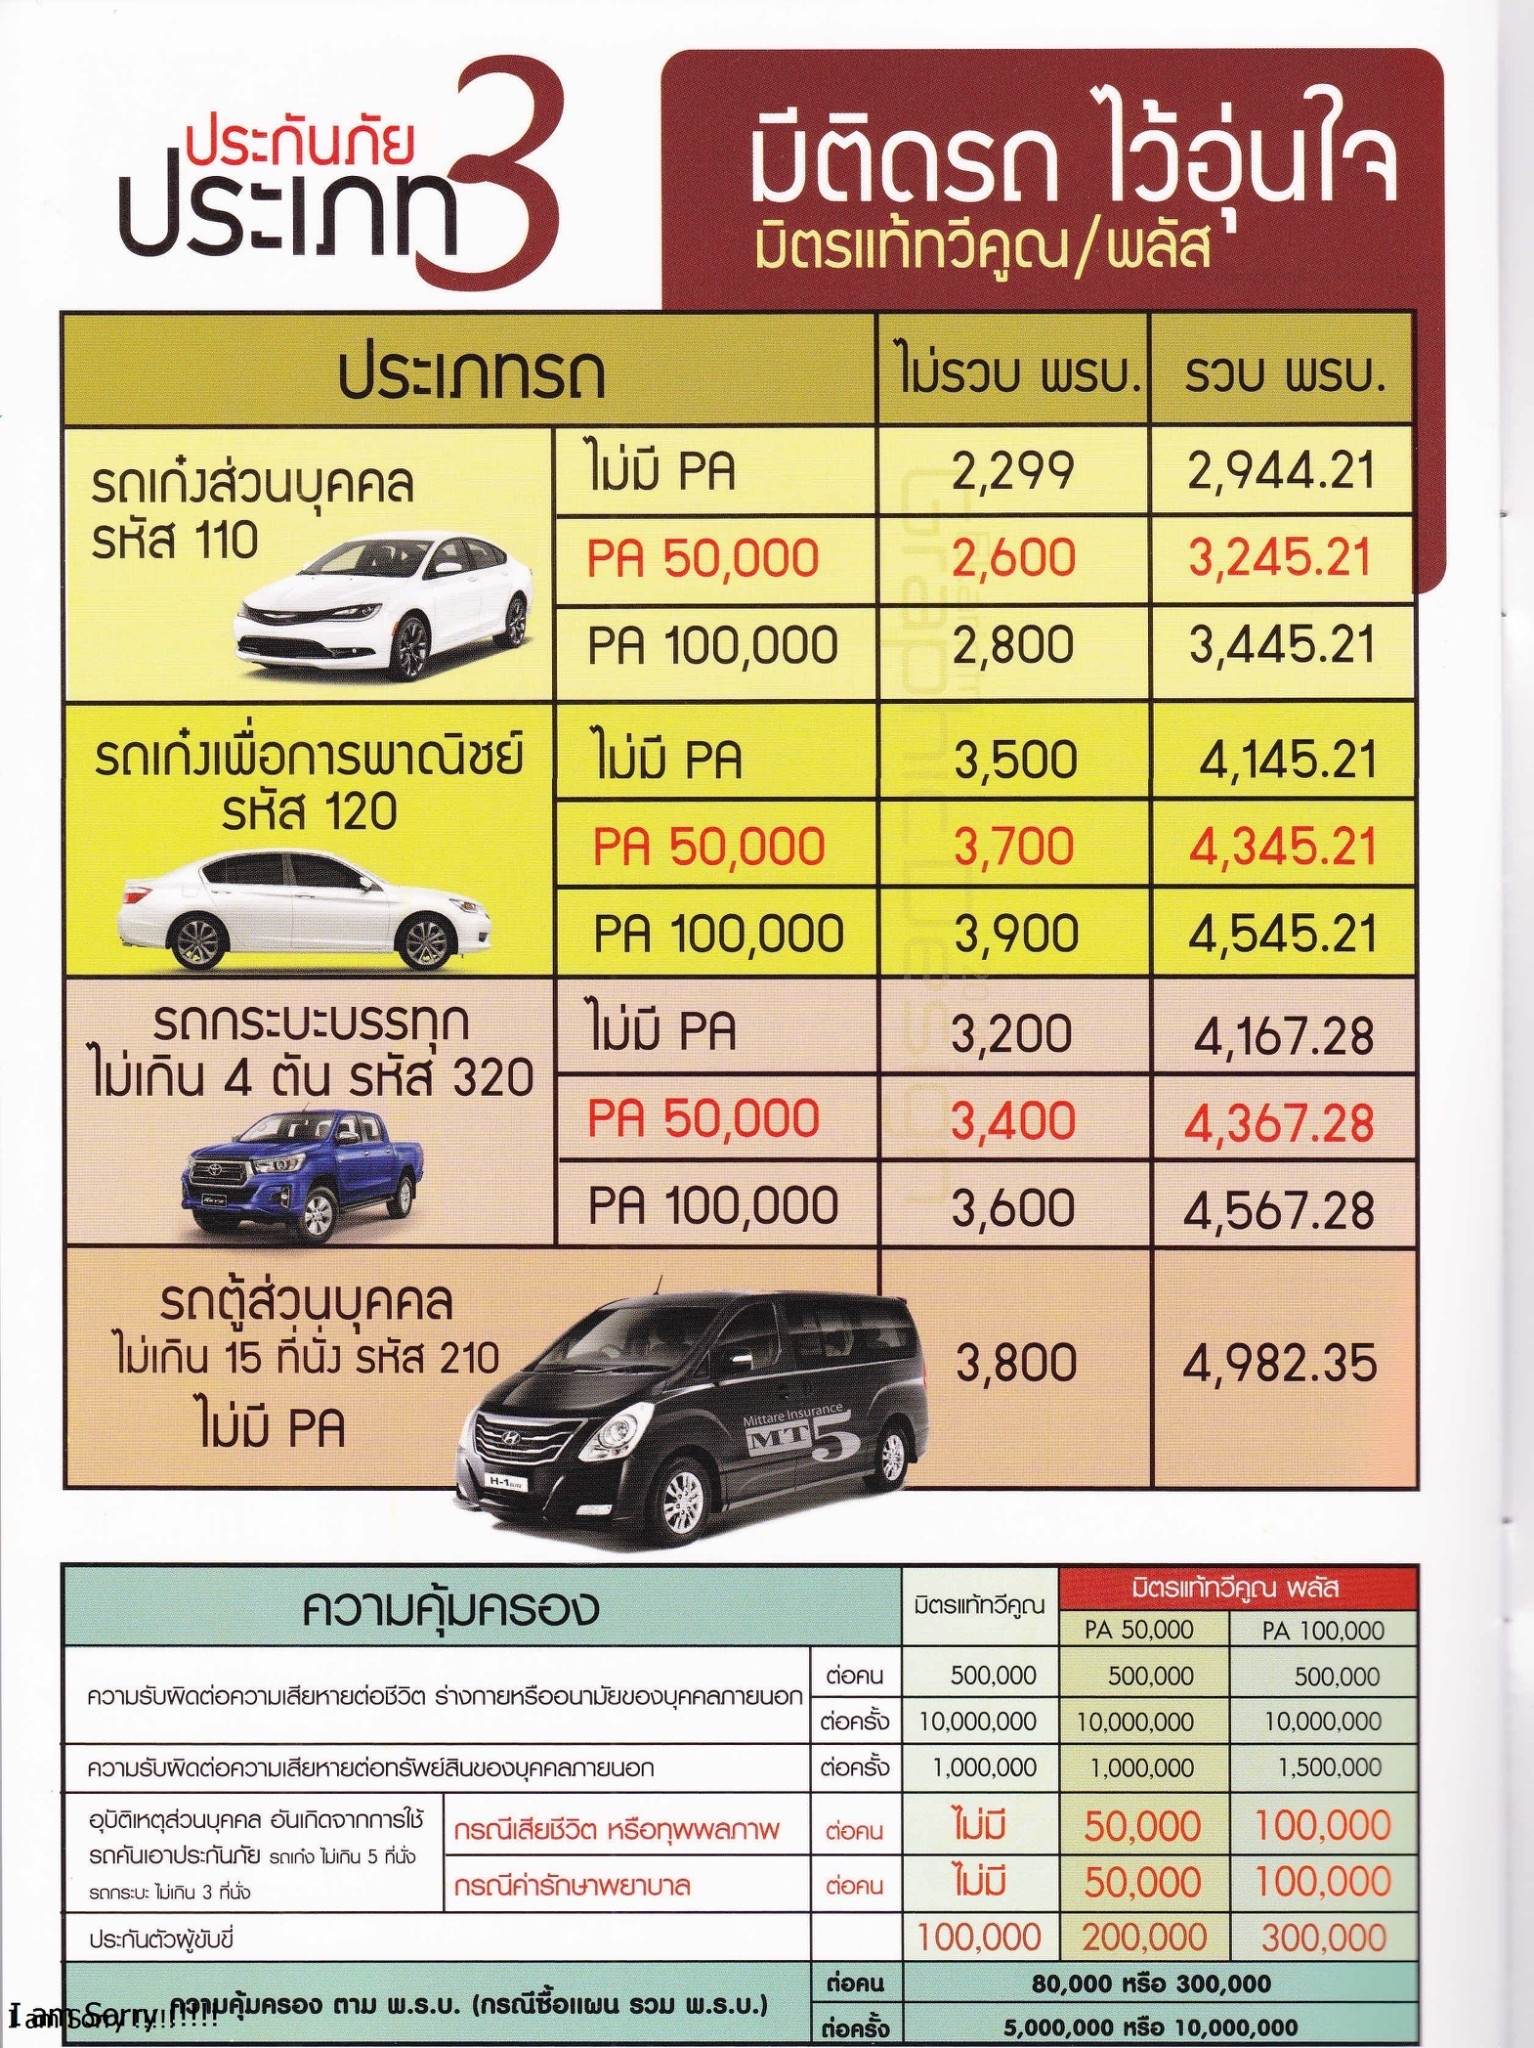 ประกันภัย
ประเภท 3
มีติดรถ ไว้อุ่นใจ
มิตรแท้ทวีคูณ/พลัส
ประเภทรถ ไม่รวม พรบ. รวม พรบ.
รถเก๋งส่วนบุคคล
รหัส 110
ไม่มี PA 2,299 2,944.21
PA 50,000 2,600 3,245.21
PA 100,000 2,800 3,445.21
รถเก๋งเพื่อการพาณิชย์
รหัส 120
ไม่มี PA 3,500 4,145.21
PA 50,000 3,700 4,345.21
PA 100,000 3,900 4,545.21
รถกระบะบรรทุก
ไม่เกิน 4 ตัน รหัส 320
ไม่มี PA 3,200 4,167.28
PA 50,000 3,400 4,367.28
PA 100,000 3,600 4,567.28
รถตู้ส่วนบุคคล
ไม่เกิน 15 ที่นั่ง รหัส 210
ไม่มี PA
3,800 4,982.35
Mittare Insurance
MT 5
H-1 ELITE
ความคุ้มครอง มิตรแท้ทวีคูณ มิตรแท้ทวีคูณ พลัส
PA 50,000 PA 100,000
ความรับผิดต่อความเสียหายต่อชีวิต ร่างกายหรืออนามัยของบุคคลภายนอก
ต่อคน 500,000 500,000 500,000
ต่อครั้ง 10,000,000 10,000,000 10,000,000
ความรับผิดต่อความเสียหายต่อทรัพย์สินของบุคคลภายนอก ต่อครั้ง 1,000,000 1,000,000 1,500,000
อุบัติเหตุส่วนบุคคล อันเกิดจากการใช้
รถคันเอาประกันภัย รถเก๋ง ไม่เกิน 5 ที่นั่ง
รถกระบะ ไม่เกิน 3 ที่นั่ง
กรณีเสียชีวิต หรือทุพพลภาพ ต่อคน ไม่มี 50,000 100,000
กรณีค่ารักษาพยาบาล ต่อคน ไม่มี 50,000 100,000
ประกันตัวผู้ขับขี่ 100,000 200,000 300,000
ความคุ้มครอง ตาม พ.ร.บ. (กรณีซื้อแผน รวม พ.ร.บ.)
ต่อคน 80,000 หรือ 300,000
ต่อครั้ง 5,000,000 หรือ 10,000,000
I am Sorry !!!!!